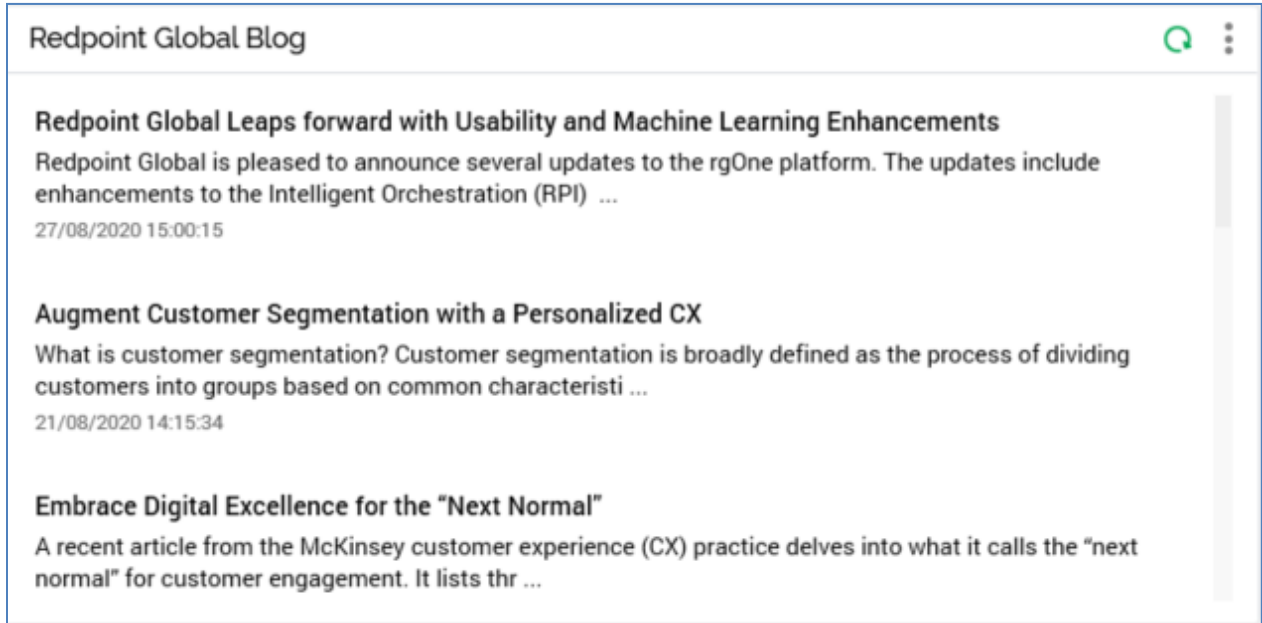 Redpoint Global Blog
Redpoint Global Leaps forward with Usability and Machine Learning Enhancements
Redpoint Global is pleased to announce several updates to the rgOne platform. The updates include
enhancements to the Intelligent Orchestration (RPI)  ...
27/08/2020 15:00:15
Augment Customer Segmentation with a Personalized CX
What is customer segmentation? Customer segmentation is broadly defined as the process of dividing
customers into groups based on common characteristi ...
21/08/2020 14:15:34
Embrace Digital Excellence for the “Next Normal”
A recent article from the McKinsey customer experience (CX) practice delves into what it calls the “next
normal” for customer engagement. It lists thr ...